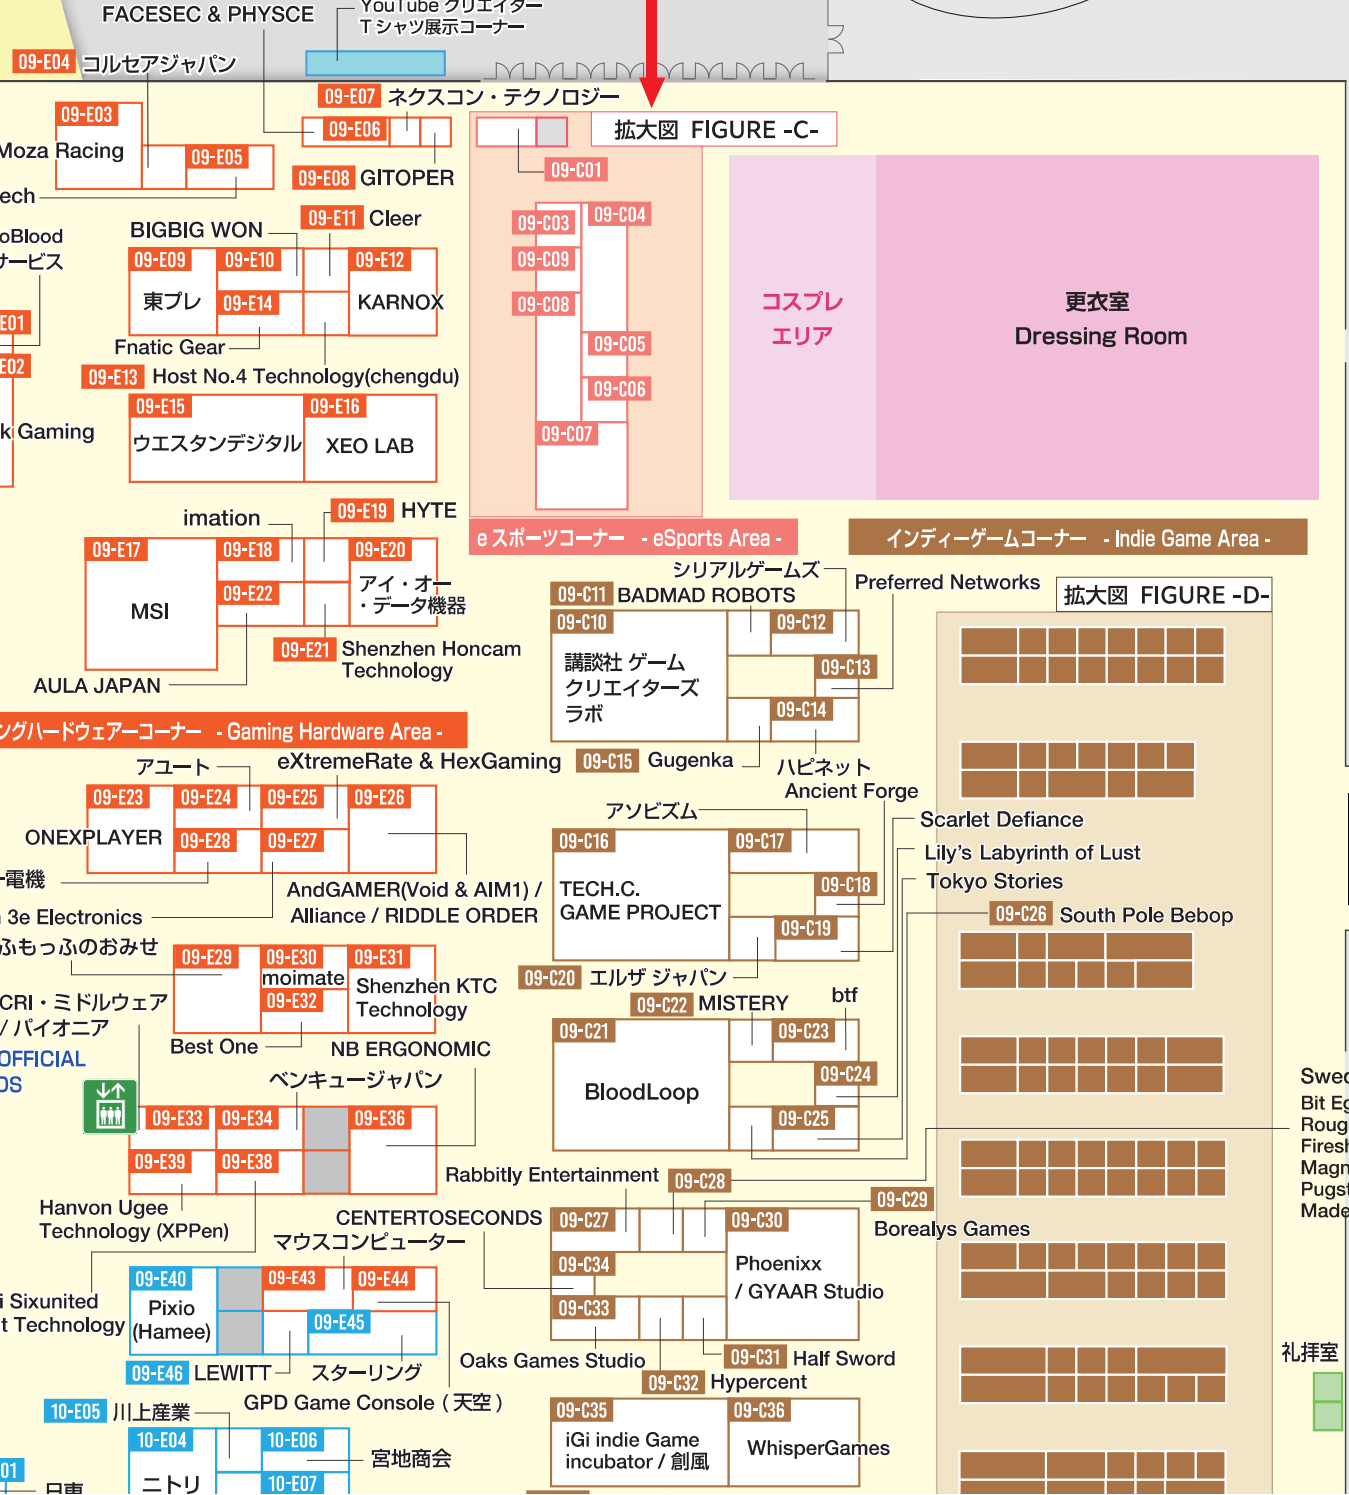 FACESEC & PHYSCE
YouTube クリエイター
Tシャツ展示コーナー
09-E04 コルセアジャパン
09-E07 ネクスコン・テクノロジー
09-E03
Moza Racing
09-E05
09-E06
09-E08 GITOPER
ech
拡大図 FIGURE -C-
09-C01
09-C03
09-C04
09-C09
09-C08
09-C05
09-C06
09-C07
コスプレ
エリア
更衣室
Dressing Room
oBlood
サービス
E01
E02
k Gaming
BIGBIG WON
09-E11 Cleer
09-E09
東プレ
09-E10
09-E14
09-E12
KARNOX
Fnatic Gear
09-E13 Host No.4 Technology(chengdu)
09-E15
ウエスタンデジタル
09-E16
XEO LAB
imation
09-E19 HYTE
09-E17
MSI
09-E18
09-E22
09-E20
アイ・オー
・データ機器
09-E21 Shenzhen Honcam
Technology
AULA JAPAN
e スポーツコーナー - eSports Area -
インディーゲームコーナー - Indie Game Area -
シリアルゲームズ
Preferred Networks
09-C11 BADMAD ROBOTS
拡大図 FIGURE -D-
09-C10
講談社 ゲーム
クリエイターズ
ラボ
09-C12
09-C13
09-C14
09-C15 Gugenka
ハピネット
Ancient Forge
ングハードウェアーコーナー - Gaming Hardware Area -
アユート
eXtremeRate & HexGaming
09-E23
ONEXPLAYER
09-E24
09-E25
09-E26
09-E28
09-E27
電機
AndGAMER(Void & AIM1) /
Alliance / RIDDLE ORDER
3e Electronics
ふもっふのおみせ
アソビズム
Scarlet Defiance
Lily's Labyrinth of Lust
Tokyo Stories
09-C26 South Pole Bebop
09-C16
TECH.C.
GAME PROJECT
09-C17
09-C18
09-C19
09-C20 エルザ ジャパン
09-E29
09-E30
moimate
09-E32
09-E31
Shenzhen KTC
Technology
Best One
CRI・ミドルウェア
/ パイオニア
OFFICIAL
DS
NB ERGONOMIC
ベンキュージャパン
09-C22 MISTERY
btf
09-C21
BloodLoop
09-C23
09-C24
09-C25
09-E33
09-E34
09-E36
09-E39
09-E38
Hanvon Ugee
Technology (XPPen)
Rabbitly Entertainment
09-C28
09-C29
Borealys Games
CENTERTOSECONDS
マウスコンピューター
09-C27
09-C30
Phoenixx
/ GYAAR Studio
09-C34
09-C33
Oaks Games Studio
09-C31 Half Sword
09-C32 Hypercent
i Sixunited
t Technology
09-E40
Pixio
(Hamee)
09-E43
09-E44
09-E45
09-E46 LEWITT
スターリング
GPD Game Console ( 天空 )
10-E05 川上産業
10-E04
ニトリ
10-E06
宮地商会
10-E07
01
日東
09-C35
iGi indie Game
incubator / 創風
09-C36
WhisperGames
Swed
Bit Eg
Roug
Firesh
Magn
Pugst
Made
礼拝室